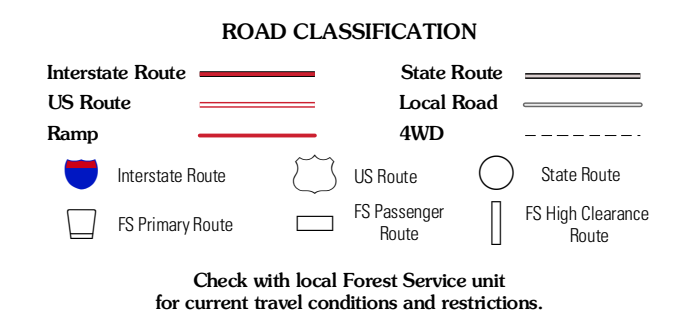 ROAD CLASSIFICATION
Interstate Route
State Route
US Route
Local Road
Ramp
4WD
Interstate Route
US Route
State Route
FS Primary Route
FS Passenger
Route
FS High Clearance
Route
Check with local Forest Service unit
for current travel conditions and restrictions.